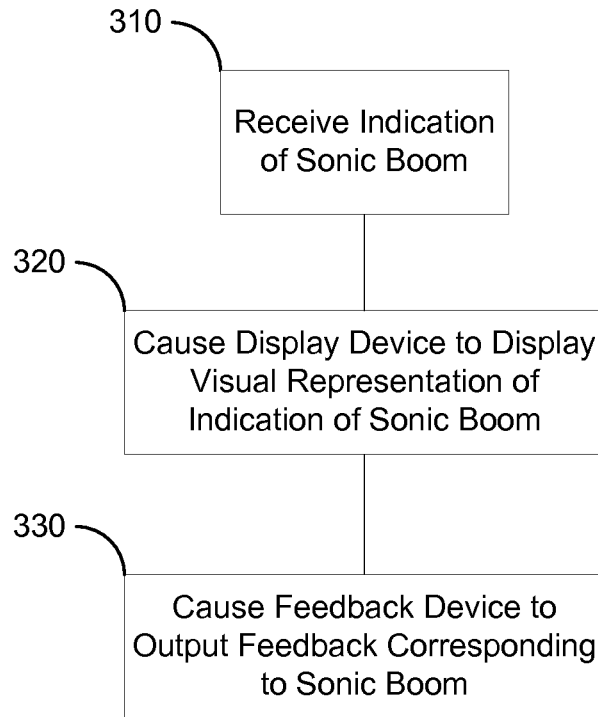 310
Receive Indication
of Sonic Boom
320
Cause Display Device to Display
Visual Representation of
Indication of Sonic Boom
330
Cause Feedback Device to
Output Feedback Corresponding
to Sonic Boom